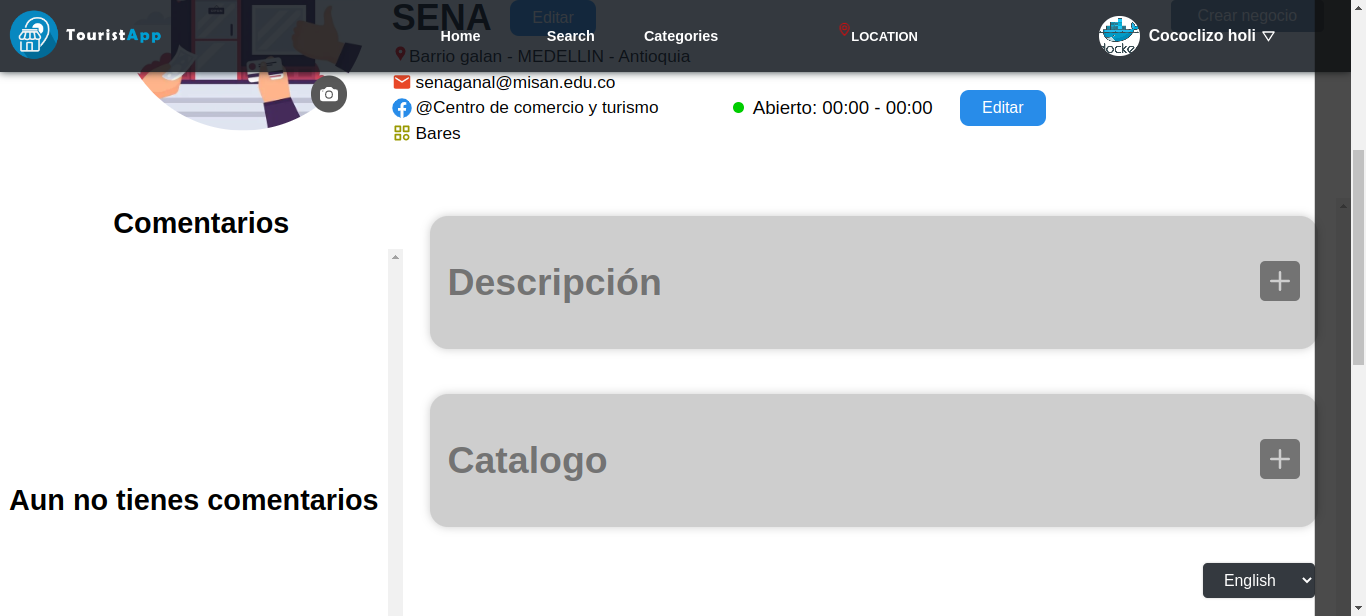 SENA
Editar
Crear negocio
TouristApp
Home
Search
Categories
LOCATION
Cococlizo holi
docke
Barrio galan - MEDELLIN - Antioquia
senaganal@misan.edu.co
@Centro de comercio y turismo
Abierto: 00:00 - 00:00
Editar
Bares
Comentarios
Descripción
Catalogo
Aun no tienes comentarios
English